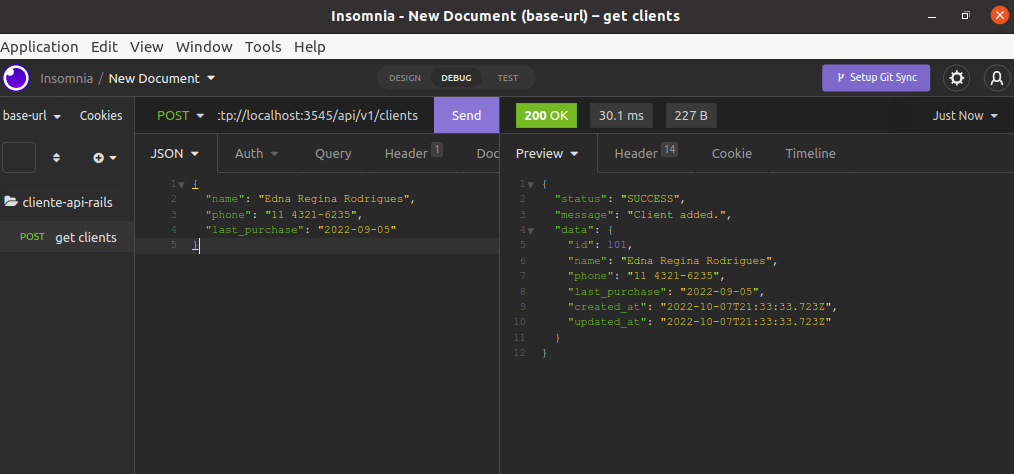 Insomnia - New Document (base-url) – get clients
Application Edit View Window Tools Help
Insomnia / New Document
DESIGN DEBUG TEST
Setup Git Sync
base-url Cookies
POST :tp://localhost:3545/api/v1/clients Send
200 OK 30.1 ms 227 B Just Now
JSON Auth Query Header 1 Doc
Preview Header 14 Cookie Timeline
cliente-api-rails
POST get clients
1 {
2 "name": "Edna Regina Rodrigues",
3 "phone": "11 4321-6235",
4 "last_purchase": "2022-09-05"
5 }
1 {
2 "status": "SUCCESS",
3 "message": "Client added.",
4 "data": {
5 "id": 101,
6 "name": "Edna Regina Rodrigues",
7 "phone": "11 4321-6235",
8 "last_purchase": "2022-09-05",
9 "created_at": "2022-10-07T21:33:33.723Z",
10 "updated_at": "2022-10-07T21:33:33.723Z"
11 }
12 }